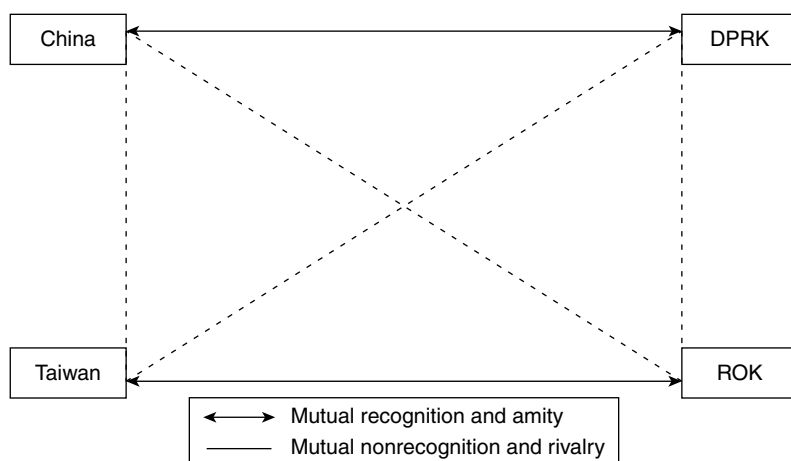 China
DPRK
Taiwan
ROK
Mutual recognition and amity
Mutual nonrecognition and rivalry